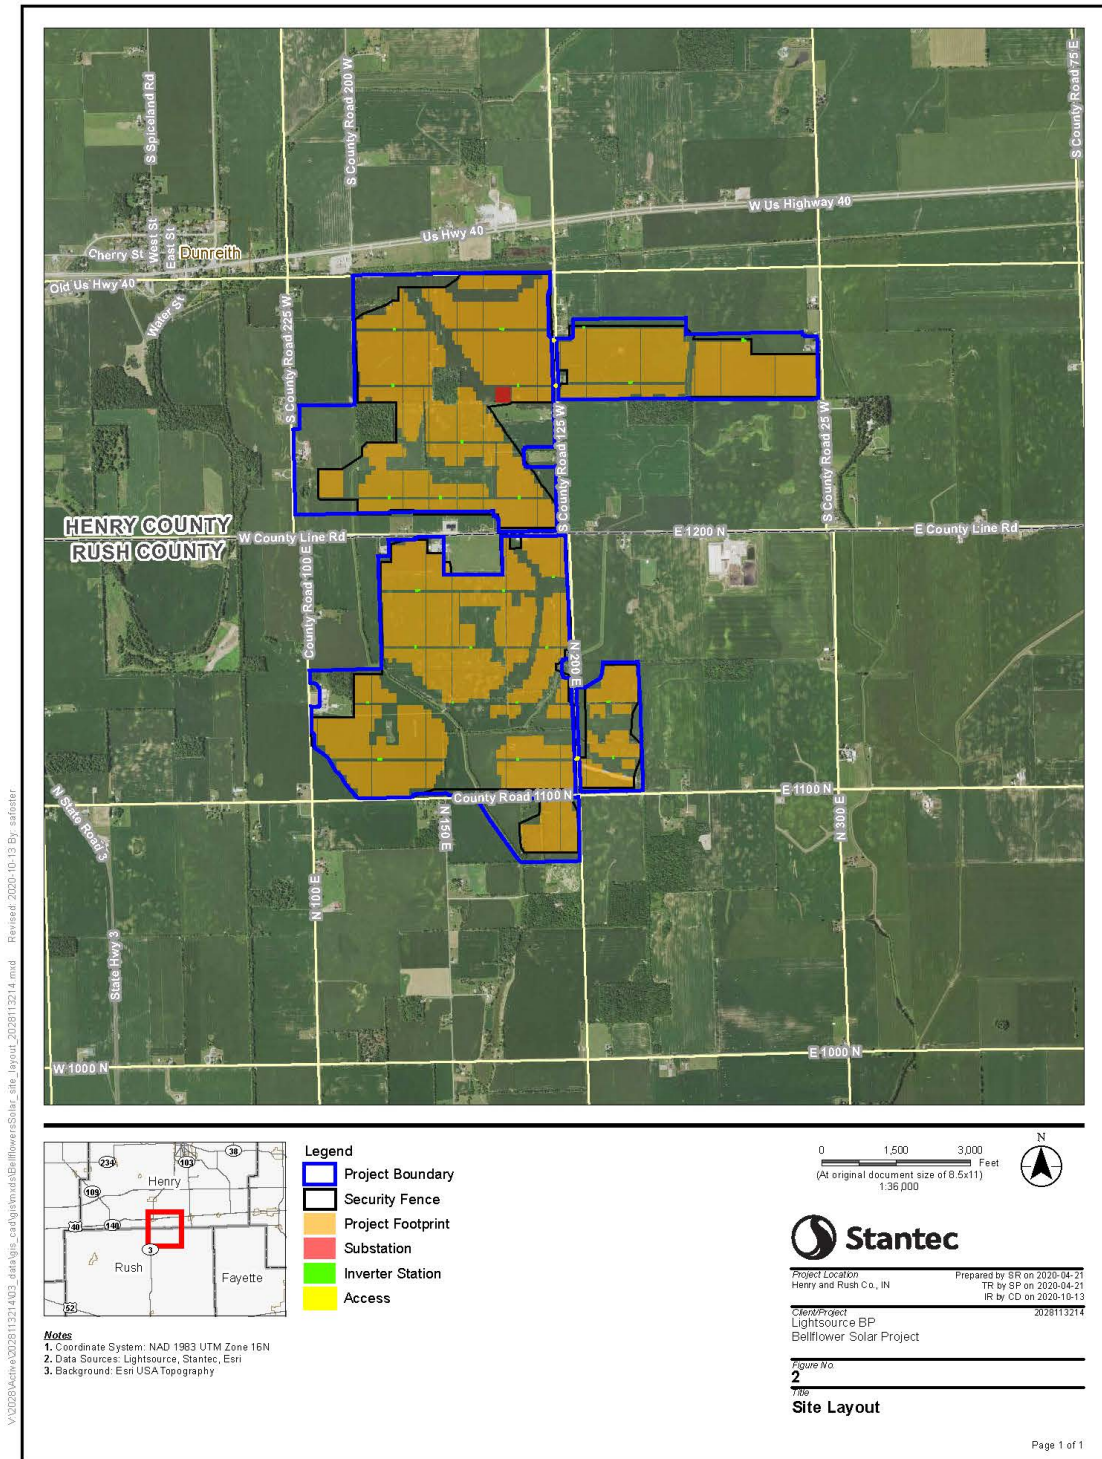 S County Road 200 W
S County Road 75 E
S Spiceland Rd
W Us Highway 40
Us Hwy 40
Cherry St
West St
East St
Dunreith
Old Us Hwy 40
Water St
S County Road 225 W
S County Road 125 W
S County Road 25 W
HENRY COUNTY
RUSH COUNTY
W County Line Rd
E 1200 N
E County Line Rd
County Road 100 E
N 200 E
County Road 1100 N
E 1100 N
N State Road 3
N 150 E
N 300 E
N 100 E
State Hwy 3
W 1000 N
E 1000 N
V:\2028\Active\2028113214\03_data\gis_cad\gis\mxds\BellflowersSolar_site_layout_2028113214.mxd Revised: 2020-10-13 By: safoster
234
103
38
Henry
109
40
140
3
Rush
Fayette
52
Legend
Project Boundary
Security Fence
Project Footprint
Substation
Inverter Station
Access
0 1,500 3,000
Feet
(At original document size of 8.5x11)
1:36,000
N
Stantec
Project Location
Henry and Rush Co., IN
Prepared by SR on 2020-04-21
TR by SP on 2020-04-21
IR by CD on 2020-10-13
Client/Project
2028113214
Lightsource BP
Bellflower Solar Project
Figure No.
2
Title
Site Layout
Notes
1. Coordinate System: NAD 1983 UTM Zone 16N
2. Data Sources: Lightsource, Stantec, Esri
3. Background: Esri USA Topography
Page 1 of 1